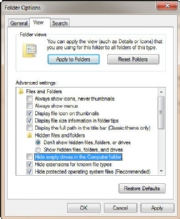 Folder Options
General
View
Search
Folder views
You can apply the view (such as Details or Icons) that
you are using for this folder to all folders of this type.
Apply to Folders
Reset Folders
Advanced settings:
Files and Folders
Always show icons, never thumbnails
Always show menus
Display file icon on thumbnails
Display file size information in folder tips
Display the full path in the title bar (Classic theme only)
Hidden files and folders
Don't show hidden files, folders, or drives
Show hidden files, folders, and drives
Hide empty drives in the Computer folder
Hide extensions for known file types
Hide protected operating system files (Recommended)
Restore Defaults
OK
Cancel
Apply